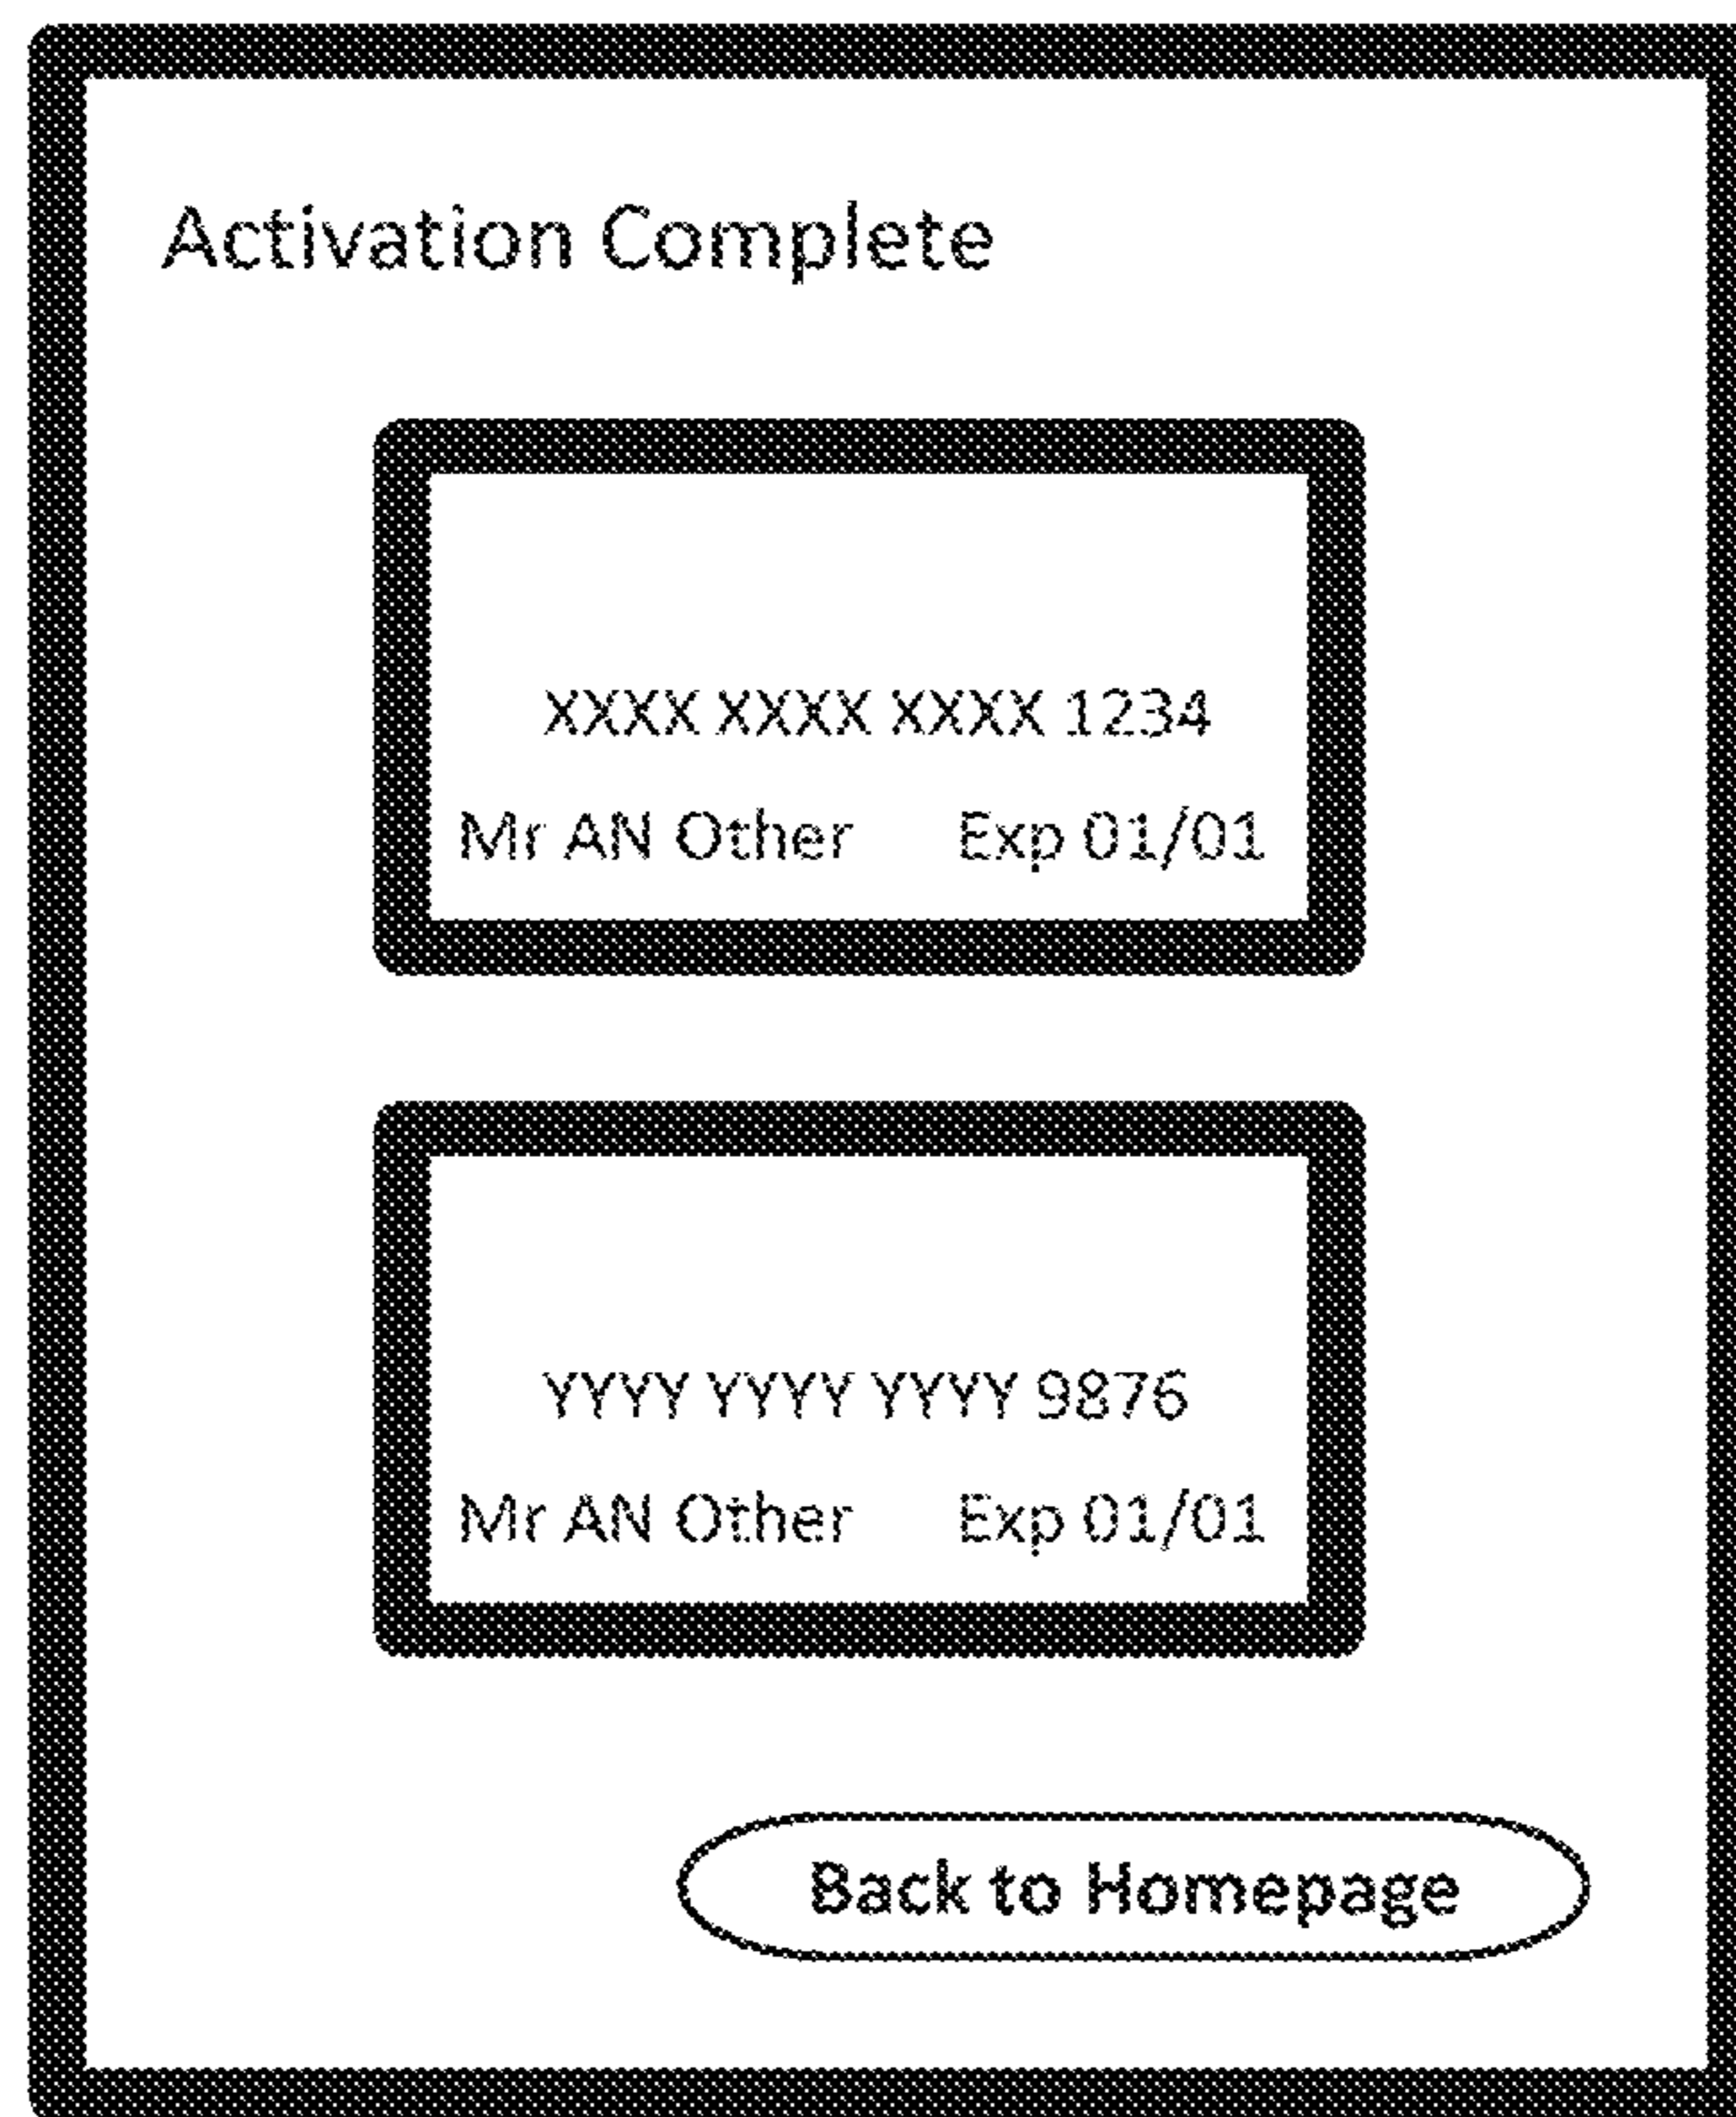 Activation Complete
XXXX XXXX XXXX 1234
Mr AN Other Exp 01/01
YYYY YYYY YYYY 9876
Mr AN Other Exp 01/01
Back to Homepage